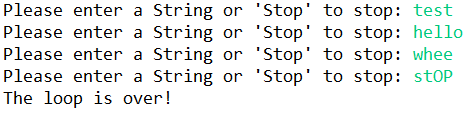 Please enter a String or 'Stop' to stop: test
Please enter a String or 'Stop' to stop: hello
Please enter a String or 'Stop' to stop: whee
Please enter a String or 'Stop' to stop: stOP
The loop is over!